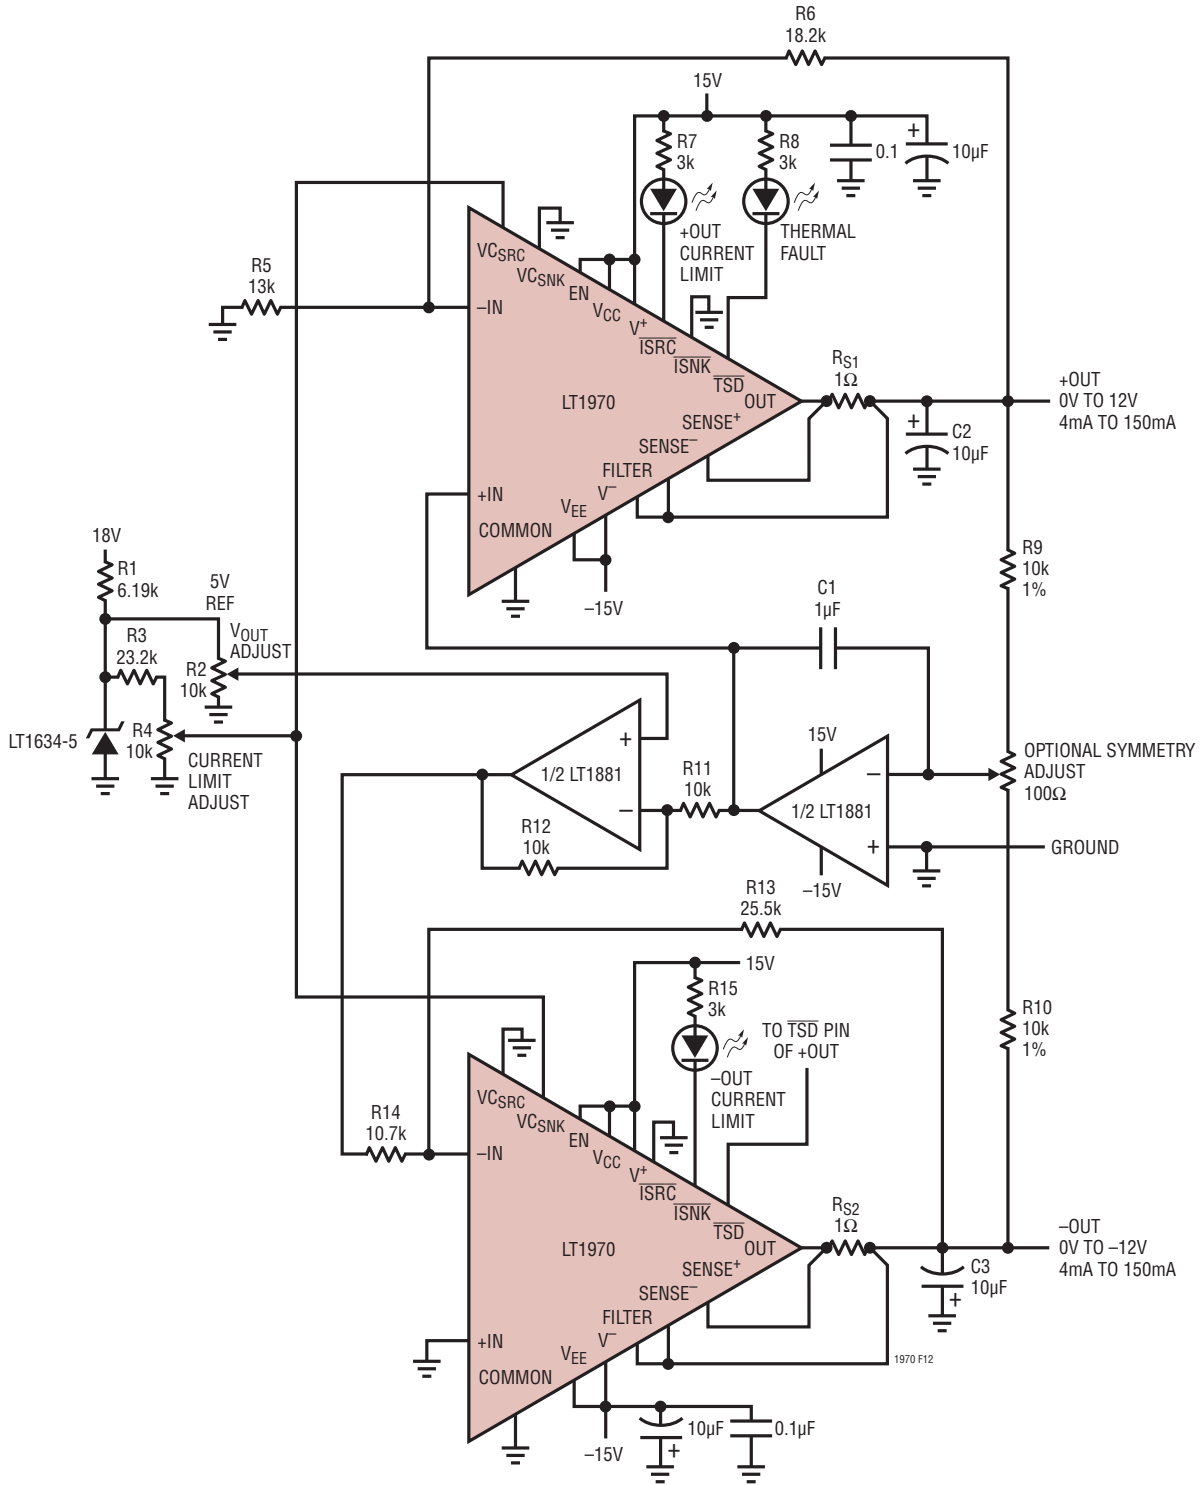 R6
18.2k
15V
R7
3k
R8
3k
0.1
+
10µF
+OUT
CURRENT
LIMIT
THERMAL
FAULT
R5
13k
VCSRC
VCSNK
EN
VCC
V+
ISRC
ISNK
TSD
OUT
SENSE+
SENSE–
FILTER
V–
VEE
COMMON
–IN
+IN
LT1970
RS1
1Ω
+
C2
10µF
+OUT
0V TO 12V
4mA TO 150mA
–15V
18V
R1
6.19k
5V
REF
VOUT
ADJUST
R3
23.2k
R2
10k
R4
10k
LT1634-5
CURRENT
LIMIT
ADJUST
C1
1µF
R9
10k
1%
+
–
1/2 LT1881
R11
10k
R12
10k
15V
–
+
1/2 LT1881
–15V
OPTIONAL SYMMETRY
ADJUST
100Ω
GROUND
R13
25.5k
15V
R15
3k
TO TSD PIN
OF +OUT
–OUT
CURRENT
LIMIT
R10
10k
1%
R14
10.7k
VCSRC
VCSNK
EN
VCC
V+
ISRC
ISNK
TSD
OUT
SENSE+
SENSE–
FILTER
V–
VEE
COMMON
–IN
+IN
LT1970
RS2
1Ω
–OUT
0V TO –12V
4mA TO 150mA
C3
10µF
+
1970 F12
–15V
10µF
+
0.1µF